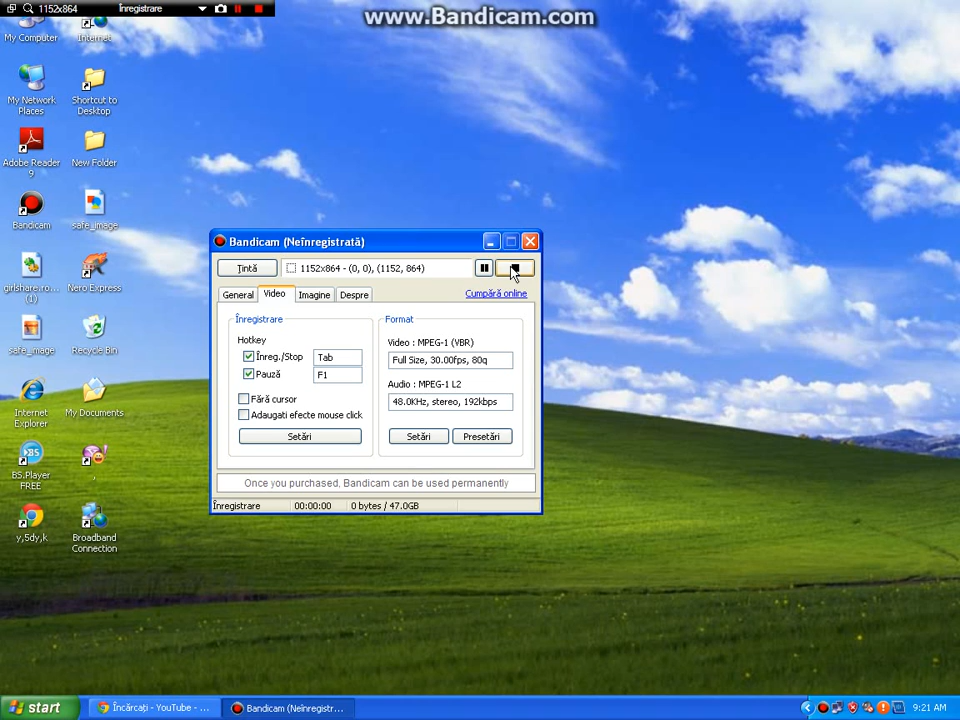 1152x864
Înregistrare
www.Bandicam.com
My Computer
Internet
My Network
Places
Shortcut to
Desktop
Adobe Reader
9
New Folder
Bandicam
safe_image
girlshare.ro...
(1)
Nero Express
safe_image
Recycle Bin
Internet
Explorer
My Documents
BS.Player
FREE
,
y,5dy,k
Broadband
Connection
Bandicam (Neînregistrată)
Țintă
1152x864 - (0, 0), (1152, 864)
General
Video
Imagine
Despre
Cumpără online
Înregistrare
Hotkey
Înreg./Stop
Tab
Pauză
F1
Fără cursor
Adaugati efecte mouse click
Setări
Format
Video : MPEG-1 (VBR)
Full Size, 30.00fps, 80q
Audio : MPEG-1 L2
48.0KHz, stereo, 192kbps
Setări
Presetări
Once you purchased, Bandicam can be used permanently
Înregistrare
00:00:00
0 bytes / 47.0GB
start
Încărcați - YouTube - ...
Bandicam (Neînregistr...
9:21 AM